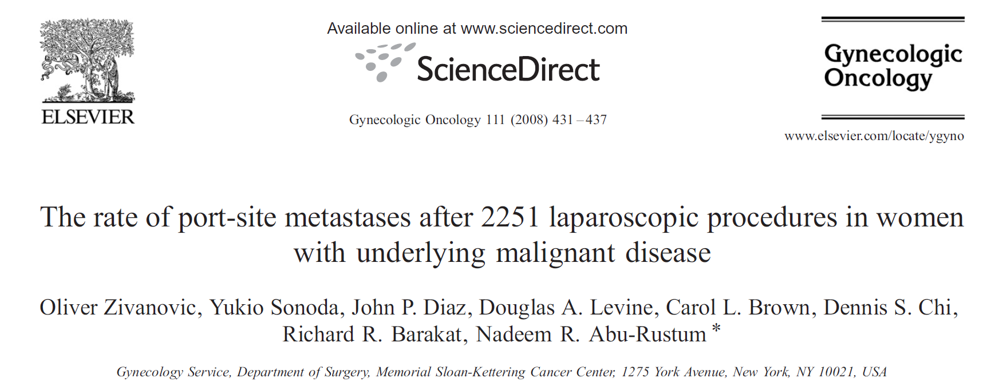 Available online at www.sciencedirect.com
ScienceDirect
ELSEVIER
Gynecologic Oncology 111 (2008) 431–437
Gynecologic
Oncology
www.elsevier.com/locate/ygyno
The rate of port-site metastases after 2251 laparoscopic procedures in women
with underlying malignant disease
Oliver Zivanovic, Yukio Sonoda, John P. Diaz, Douglas A. Levine, Carol L. Brown, Dennis S. Chi,
Richard R. Barakat, Nadeem R. Abu-Rustum *
Gynecology Service, Department of Surgery, Memorial Sloan-Kettering Cancer Center, 1275 York Avenue, New York, NY 10021, USA